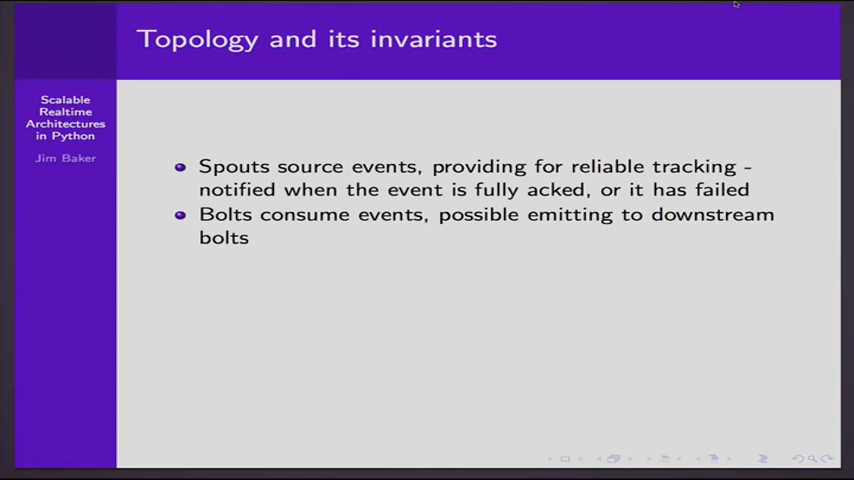 Topology and its invariants
Scalable
Realtime
Architectures
in Python
Jim Baker
Spouts source events, providing for reliable tracking -
notified when the event is fully acked, or it has failed
Bolts consume events, possible emitting to downstream
bolts